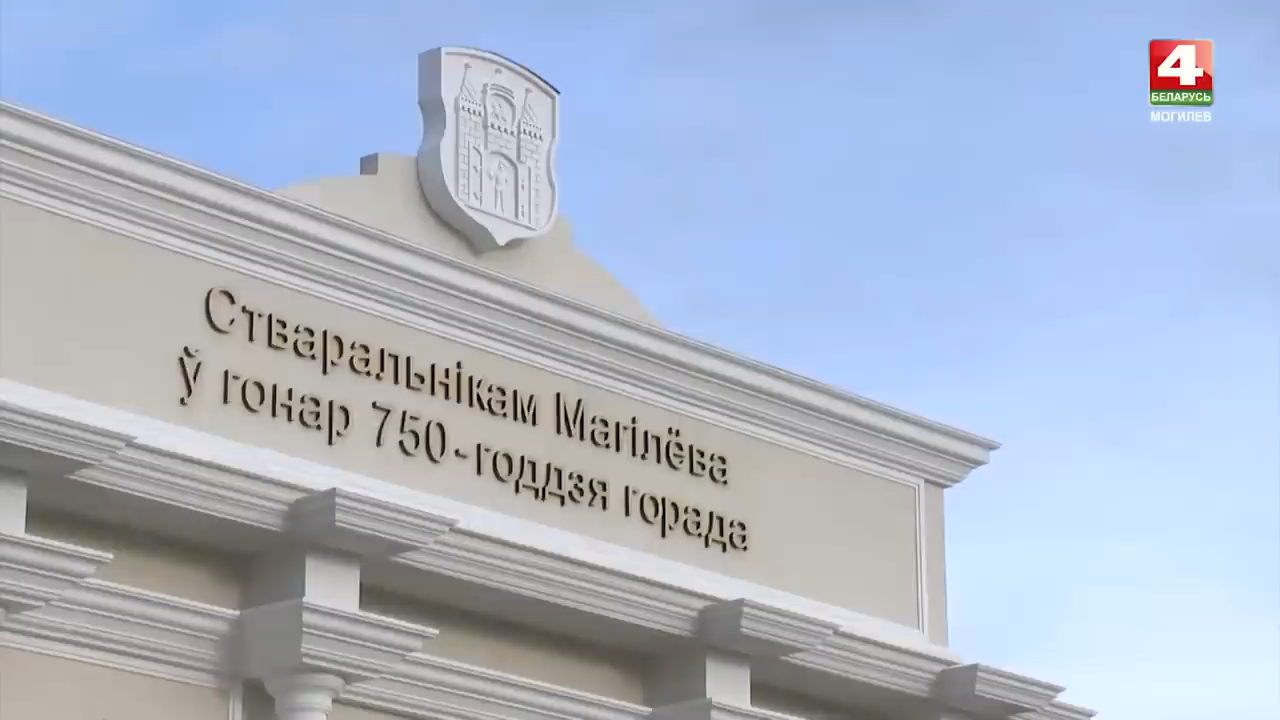 4
БЕЛАРУСЬ
МОГИЛЕВ
Стваральнікам Магілёва
ў гонар 750-годдзя горада